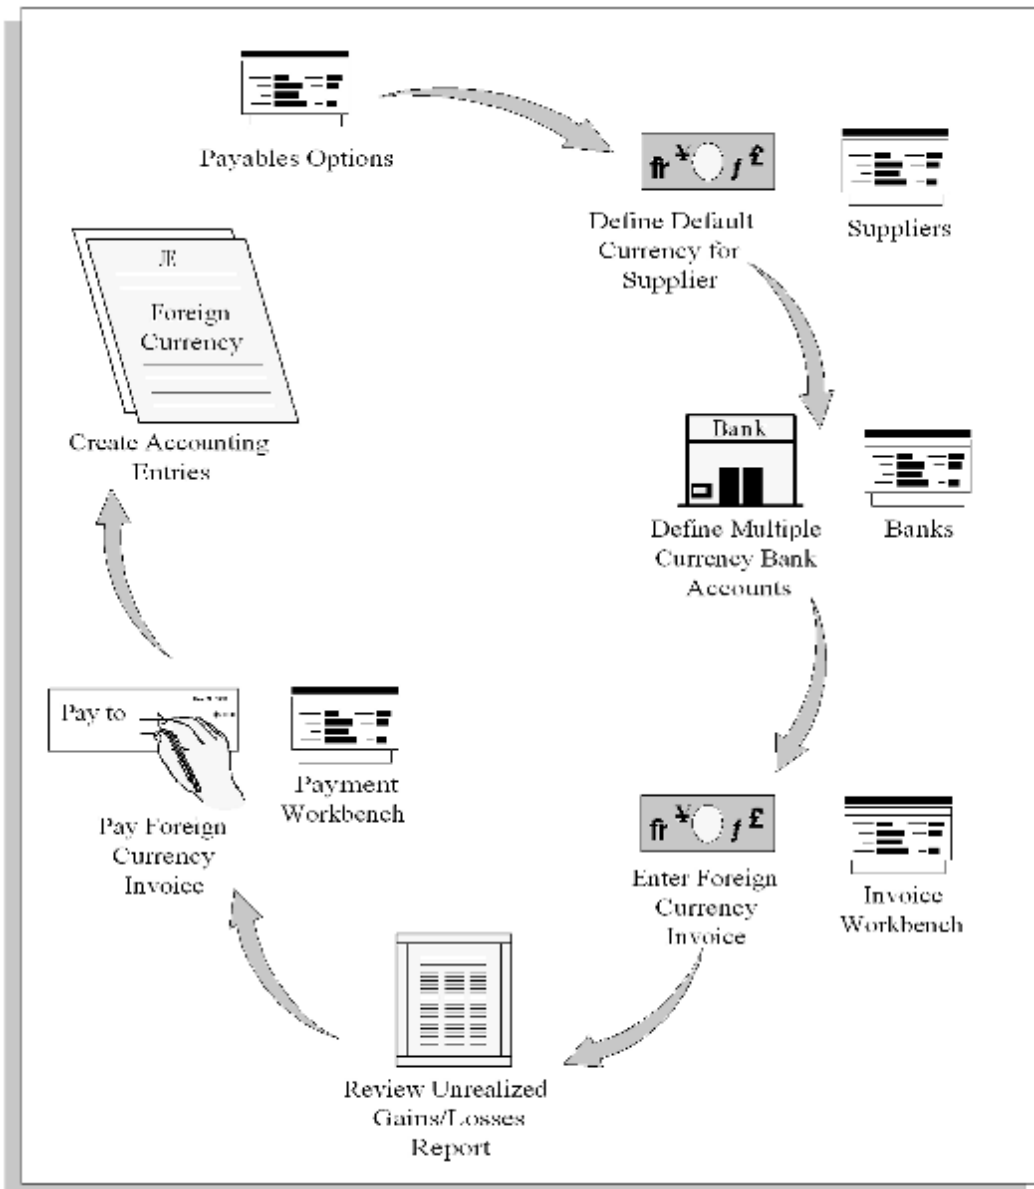 Payables Options
fr ¥ ƒ £
Define Default
Currency for
Supplier
Suppliers
Bank
Define Multiple
Currency Bank
Accounts
Banks
fr ¥ ƒ £
Enter Foreign
Currency
Invoice
Invoice
Workbench
Review Unrealized
Gains/Losses
Report
Pay to
Pay Foreign
Currency
Invoice
Payment
Workbench
JE
Foreign
Currency
Create Accounting
Entries